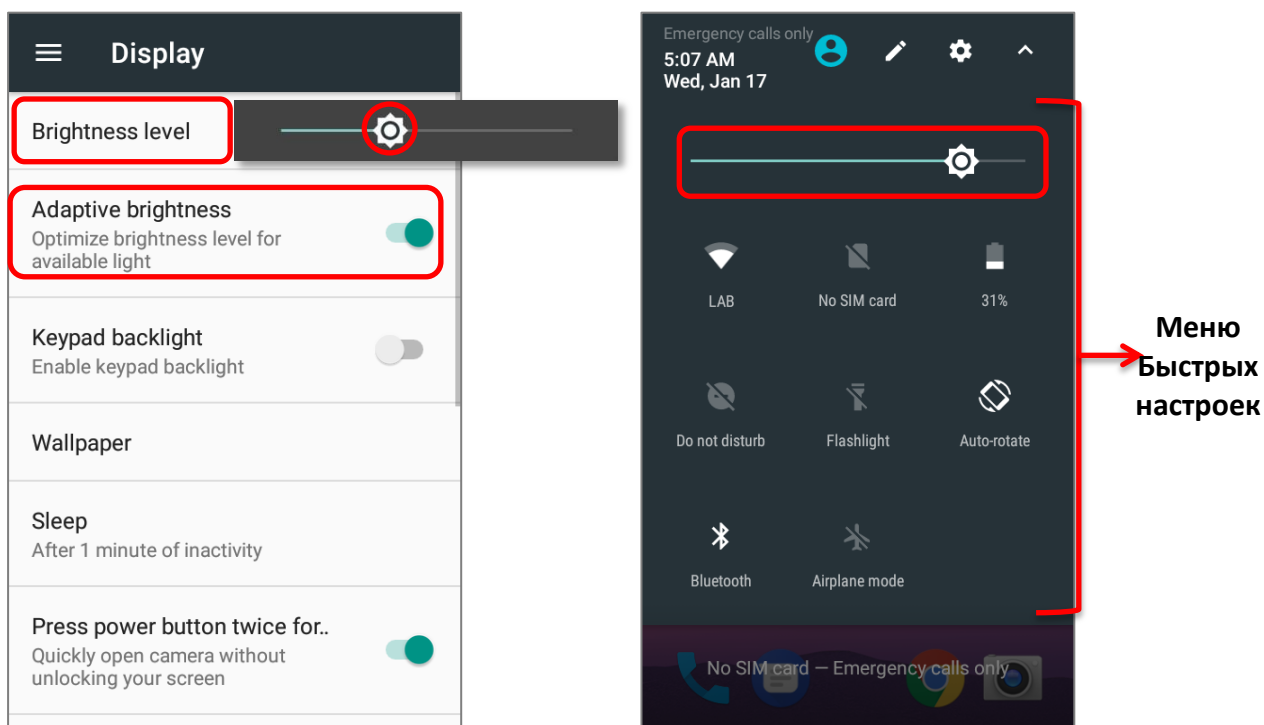 Display
Brightness level
Adaptive brightness
Optimize brightness level for
available light
Keypad backlight
Enable keypad backlight
Wallpaper
Sleep
After 1 minute of inactivity
Press power button twice for..
Quickly open camera without
unlocking your screen
Emergency calls only
5:07 AM
Wed, Jan 17
LAB
No SIM card
31%
Do not disturb
Flashlight
Auto-rotate
Bluetooth
Airplane mode
No SIM card — Emergency calls only
Меню
Быстрых
настроек